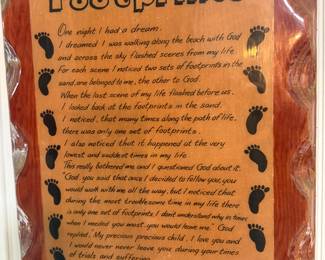 Footprints
One night I had a dream.
I dreamed I was walking along the beach with God
and across the sky flashed scenes from my life.
For each scene I noticed two sets of footprints in the
sand, one belonged to me, the other to God.
When the last scene of my life flashed before us.
I looked back at the footprints in the sand.
I noticed, that many times along the path of life,
there was only one set of footprints.
I also noticed that it happened at the very
lowest and saddest times in my life
This really bothered me and I questioned God about it.
"God, you said that once I decided to follow you, you
would walk with me all the way, but I noticed that
during the most troublesome time in my life there
is only one set of footprints. I dont understand why in times
when I needed you most, you would leave me." God
replied. "My precious, precious child, I love you and
I would never never leave you during your times
of trials and suffering